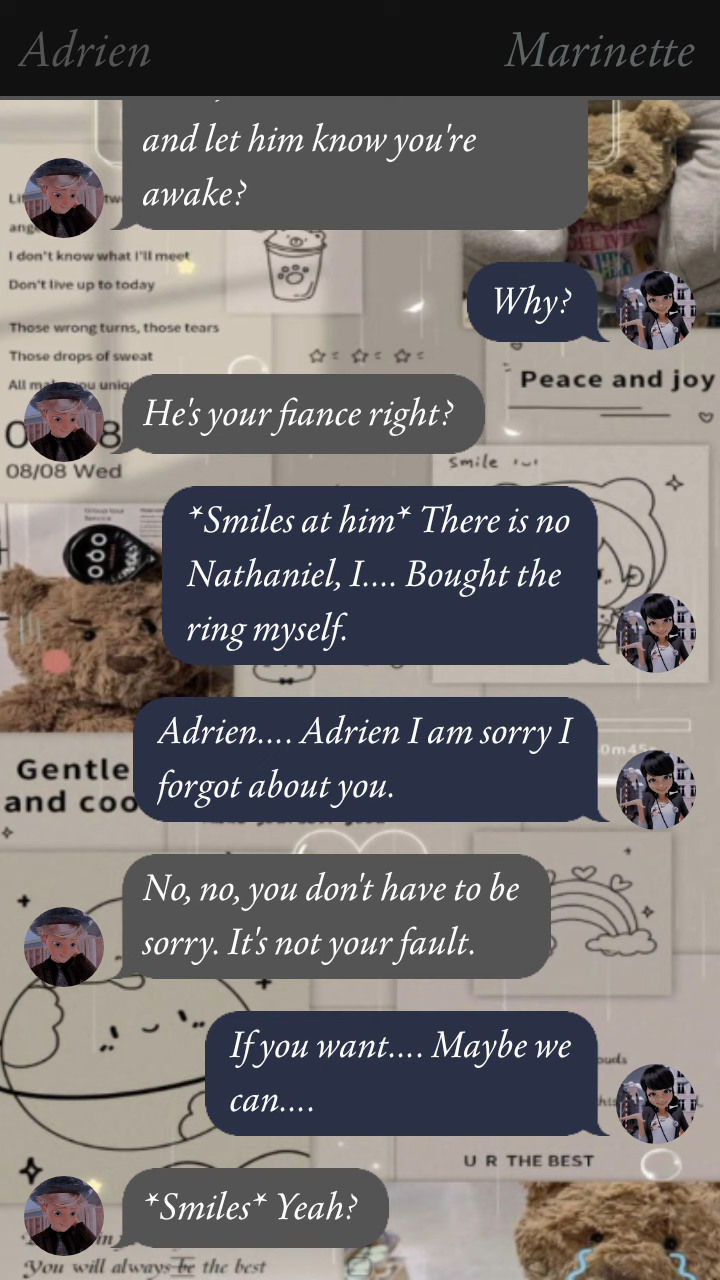 Adrien
Marinette
and let him know you're
awake?
I don't know what I'll meet
Don't live up to today
Why?
Those wrong turns, those tears
Those drops of sweat
Peace and joy
He's your fiance right?
08/08 Wed
smile
*Smiles at him* There is no
Nathaniel, I.... Bought the
ring myself.
Adrien.... Adrien I am sorry I
forgot about you.
Gentle
and coo
No, no, you don't have to be
sorry. It's not your fault.
If you want.... Maybe we
can....
U R THE BEST
*Smiles* Yeah?
You will always be the best